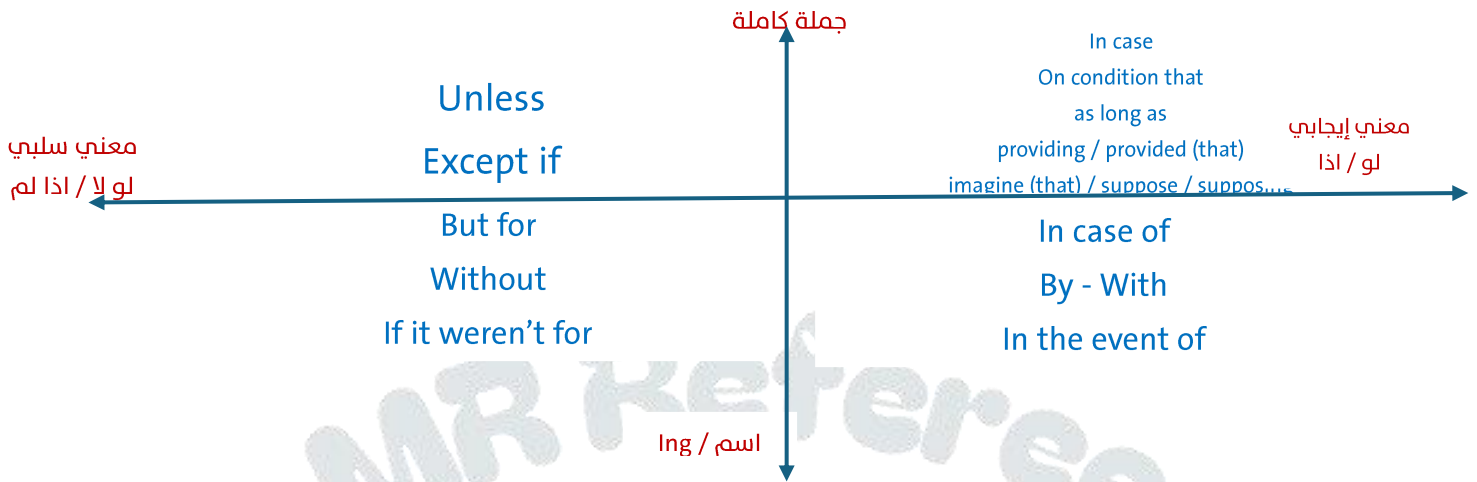 جملة كاملة
In case
On condition that
as long as
providing / provided (that)
imagine (that) / suppose /
معني إيجابي
لو / اذا
Unless
Except if
معني سلبي
لو لا / اذا لم
But for
Without
If it weren't for
In case of
By - With
In the event of
Ing / اسم
MR Keferse